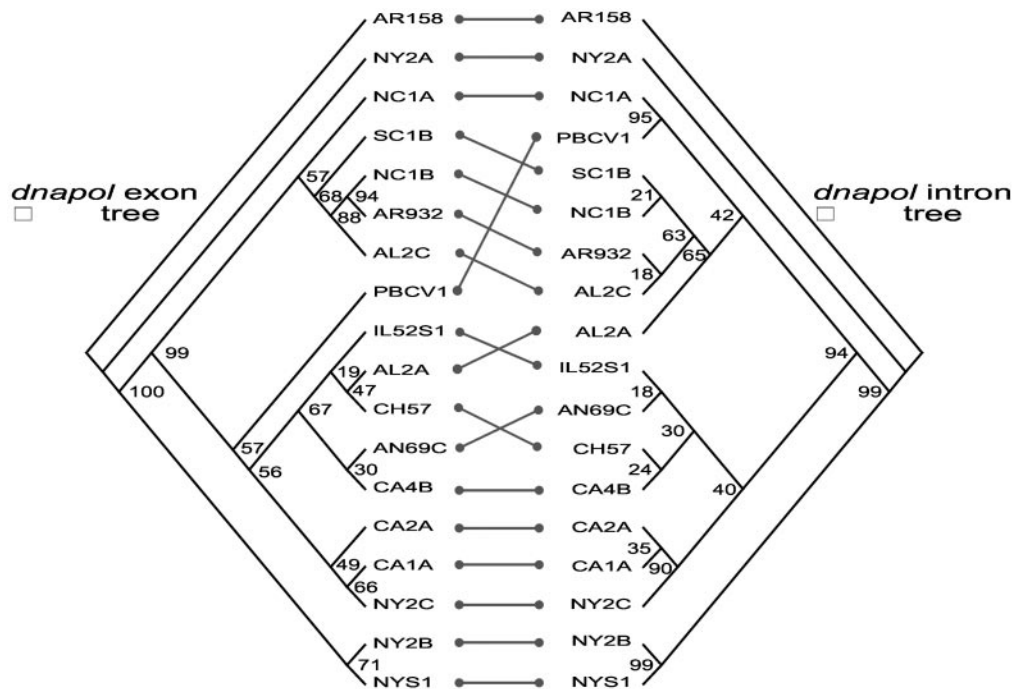 AR158 AR158
NY2A NY2A
NC1A NC1A
95
SC1B PBCV1
57
SC1B
dnapol exon
tree
68 94
NC1B
21
dnapol intron
tree
88
AR932 NC1B
42
63
AL2C AR932
65
18
PBCV1 AL2C
IL52S1 AL2A
99 94
19
AL2A IL52S1
47
100 18 99
67
CH57 AN69C
30
57
AN69C CH57
56 30 24
CA4B CA4B
40
CA2A CA2A
35
49
CA1A CA1A
90
66
NY2C NY2C
NY2B NY2B
71 99
NYS1 NYS1